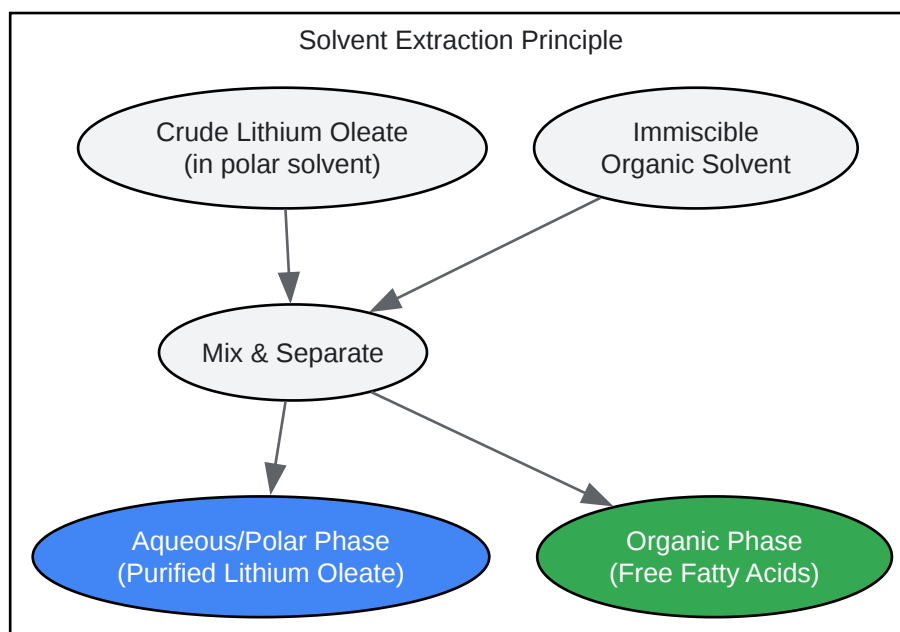 Solvent Extraction Principle
Crude Lithium Oleate
(in polar solvent)
Immiscible
Organic Solvent
Mix & Separate
Aqueous/Polar Phase
(Purified Lithium Oleate)
Organic Phase
(Free Fatty Acids)